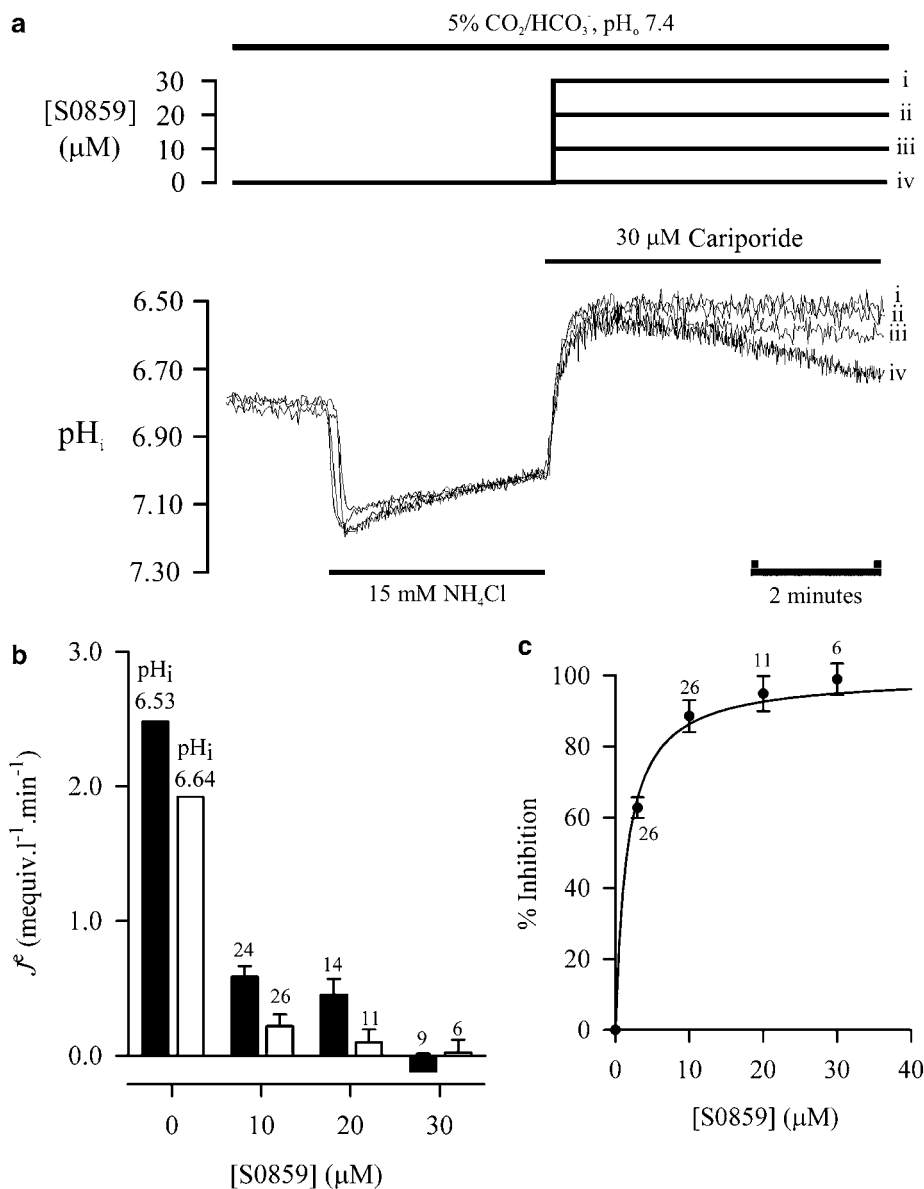 a
5% CO₂/HCO₃⁻, pHₒ 7.4
[S0859]
(μM)
30
20
10
0
i
ii
iii
iv
30 μM Cariporide
pHᵢ
6.50
6.70
6.90
7.10
7.30
i
ii
iii
iv
15 mM NH₄Cl
2 minutes
b
Jᵉ (mequiv.l⁻¹.min⁻¹)
3.0
2.0
1.0
0.0
pHi
6.53
pHi
6.64
24
26
14
11
9
6
0 10 20 30
[S0859] (μM)
c
% Inhibition
100
80
60
40
20
0
26
26
11
6
0 10 20 30 40
[S0859] (μM)